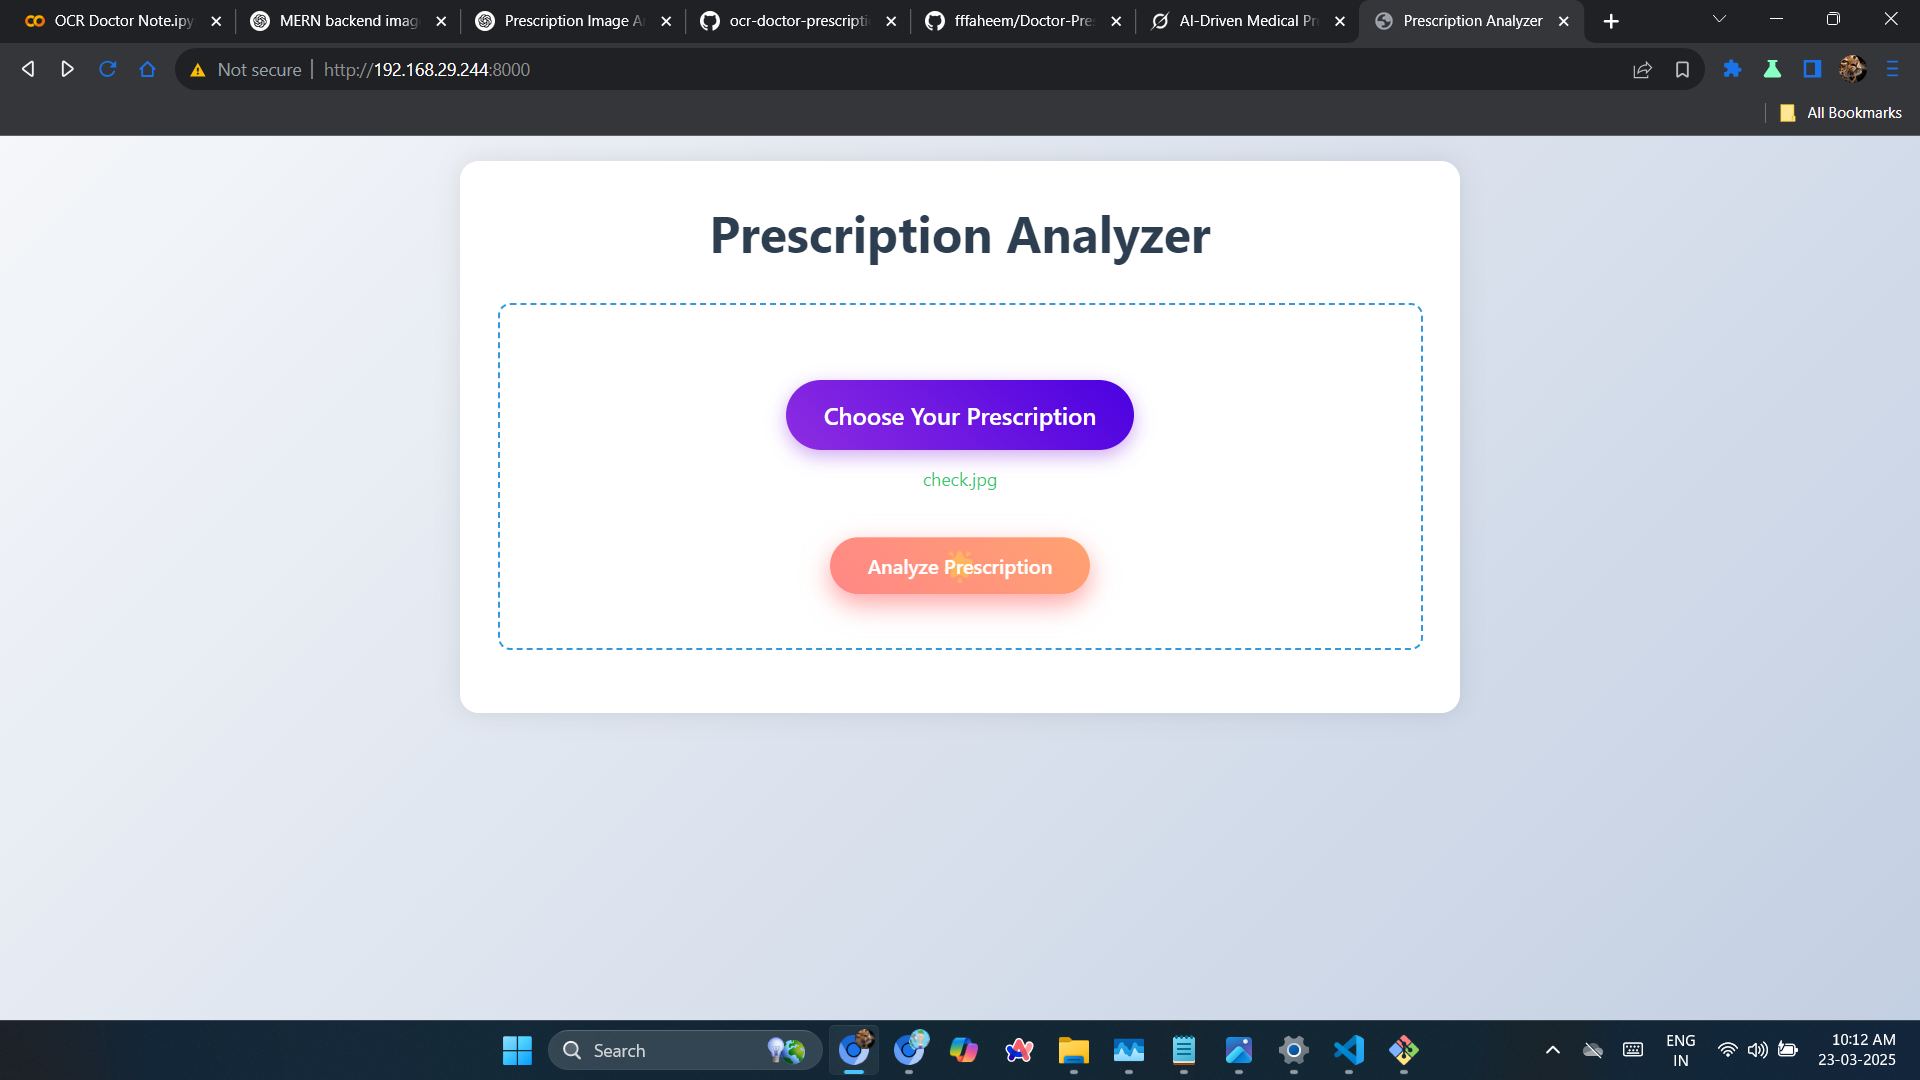 OCR Doctor Note.ipy
MERN backend imag
Prescription Image A
ocr-doctor-prescripti
fffaheem/Doctor-Pres
AI-Driven Medical Pr
Prescription Analyzer
Not secure
http://192.168.29.244:8000
All Bookmarks
Prescription Analyzer
Choose Your Prescription
check.jpg
Analyze Prescription
Search
ENG
IN
10:12 AM
23-03-2025